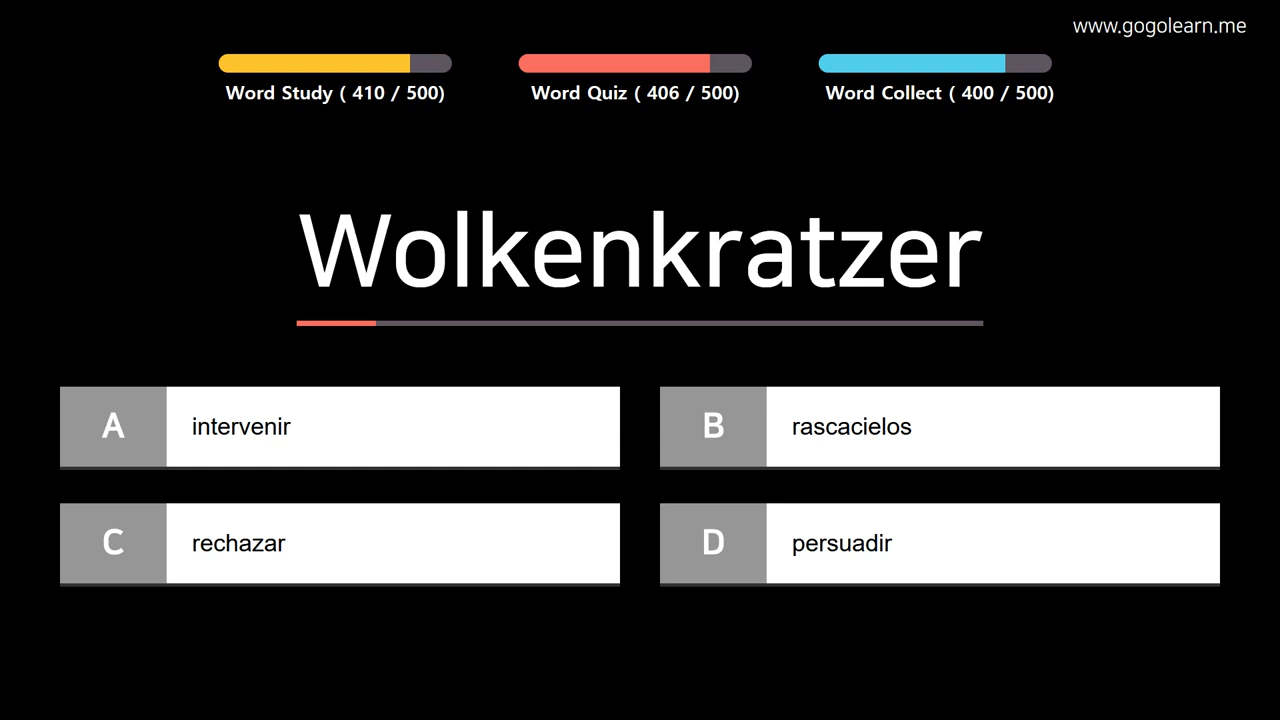 www.gogolearn.me
Word Study ( 410 / 500)
Word Quiz ( 406 / 500)
Word Collect ( 400 / 500)
Wolkenkratzer
A intervenir
B rascacielos
C rechazar
D persuadir